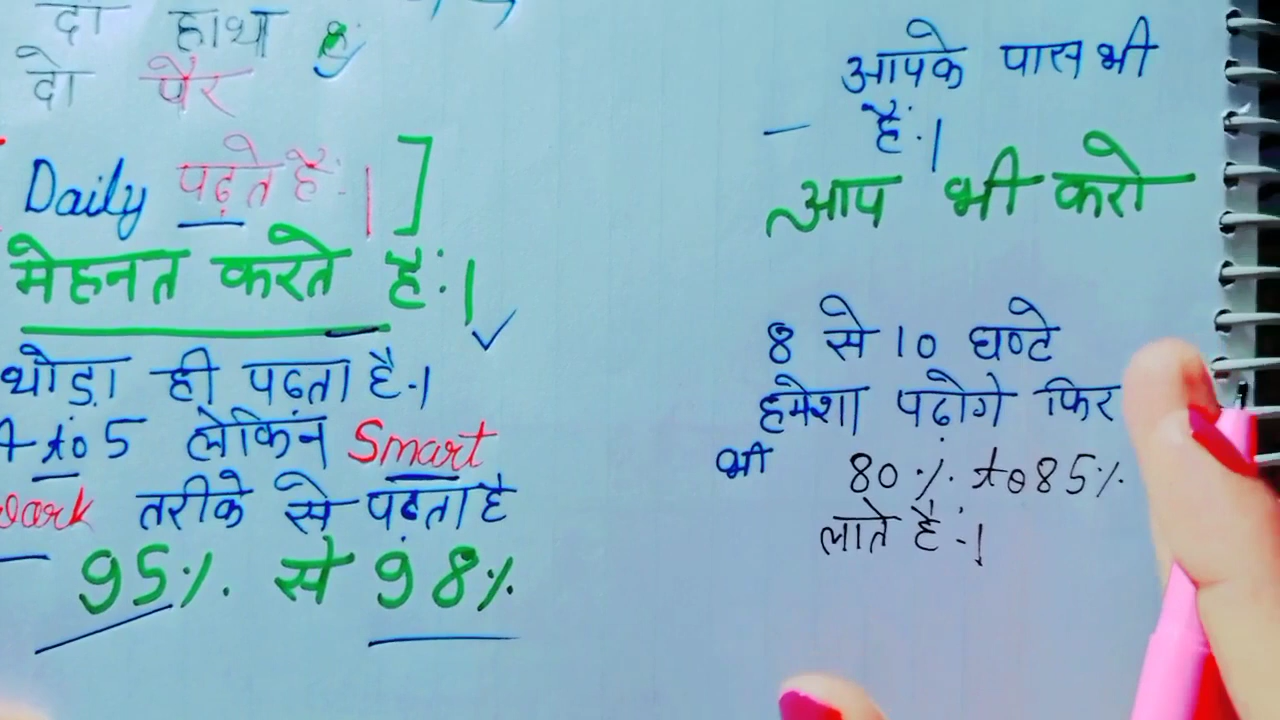 दो हाथ
दो पैर
Daily पढ़ते हैं।]
मेहनत करते हैं।
थोड़ा ही पढ़ता है।
to 5 लेकिन Smart
work तरीके से पढ़ता है
95% से 98%
आपके पास भी
हैं।
आप भी करो
8 से 10 घण्टे
हमेशा पढ़ोगे फिर
भी 80% to 85%
लाते हैं।